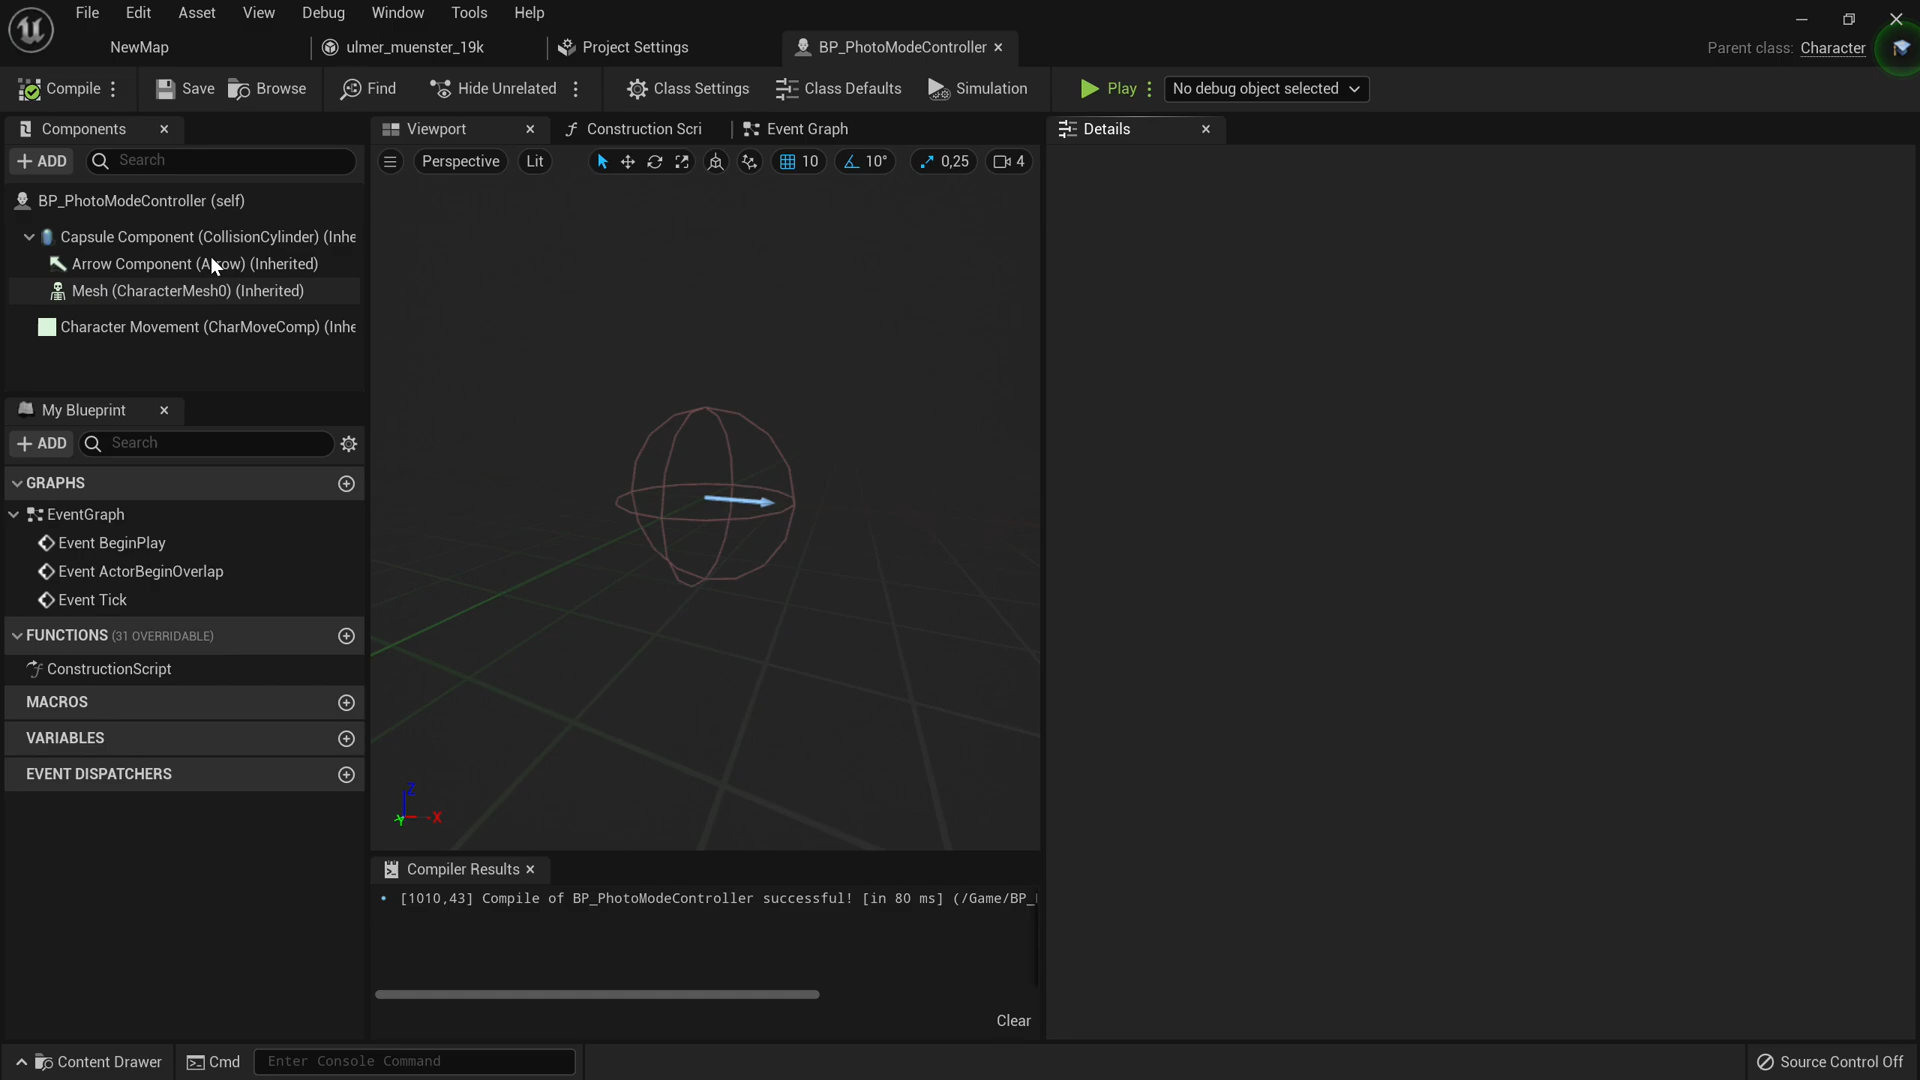 File Edit Asset View Debug Window Tools Help
NewMap ulmer_muenster_19k Project Settings BP_PhotoModeController Parent class: Character
Compile Save Browse Find Hide Unrelated Class Settings Class Defaults Simulation Play No debug object selected
Components Viewport Construction Scri Event Graph Details
ADD Search Perspective Lit 10 10° 0,25 4
BP_PhotoModeController (self)
Capsule Component (CollisionCylinder) (Inhe
Arrow Component (Arrow) (Inherited)
Mesh (CharacterMesh0) (Inherited)
Character Movement (CharMoveComp) (Inhe
My Blueprint
ADD Search
GRAPHS
EventGraph
Event BeginPlay
Event ActorBeginOverlap
Event Tick
FUNCTIONS (31 OVERRIDABLE)
ConstructionScript
MACROS
VARIABLES
EVENT DISPATCHERS
Z
Y X
Compiler Results
[1010,43] Compile of BP_PhotoModeController successful! [in 80 ms] (/Game/BP_
Clear
Content Drawer Cmd Enter Console Command Source Control Off